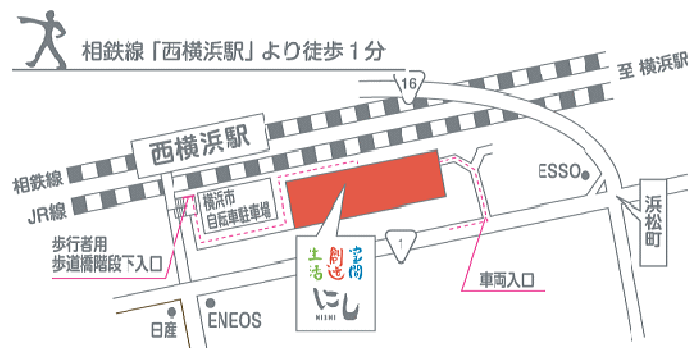 相鉄線「西横浜駅」より徒歩1分
至 横浜駅
16
西横浜駅
相鉄線
JR線
横浜市
自転車駐車場
ESSO
浜松町
歩行者用
歩道橋階段下入口
生活
創造
空間
にし
NISHI
1
車両入口
日産
ENEOS